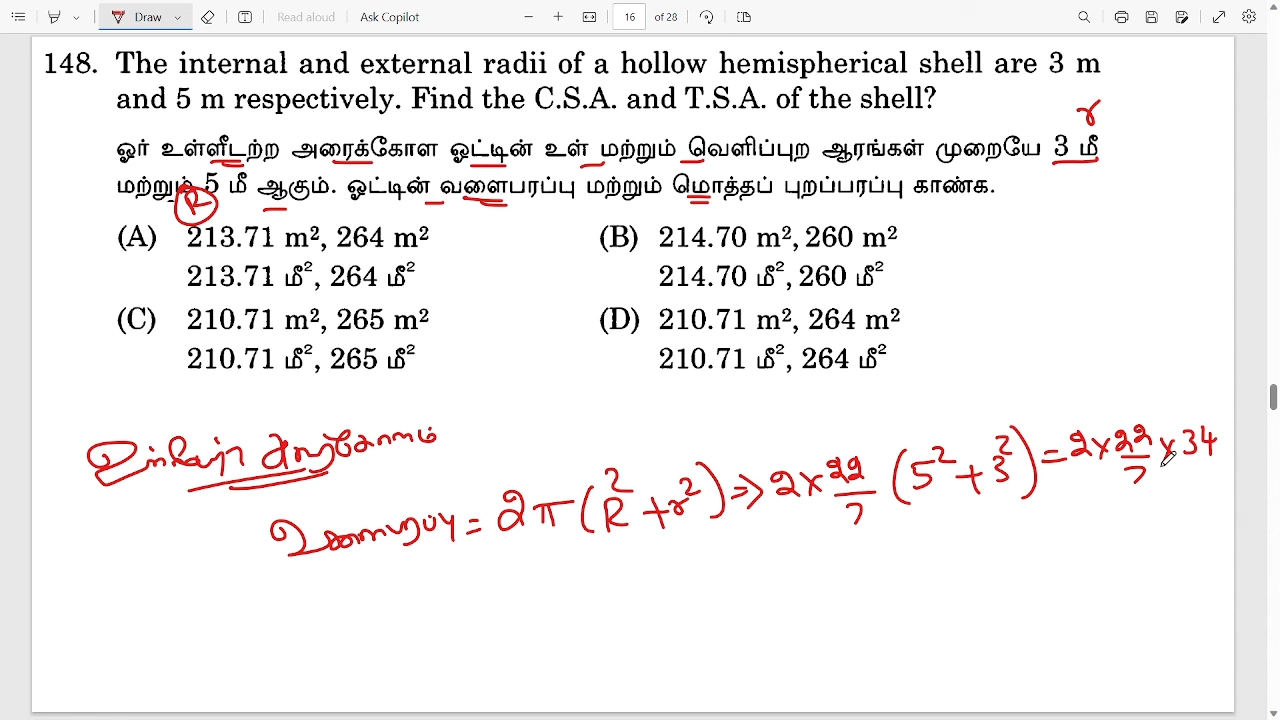 Draw
Read aloud
Ask Copilot
16 of 28
148. The internal and external radii of a hollow hemispherical shell are 3 m
and 5 m respectively. Find the C.S.A. and T.S.A. of the shell?
r
ஓர் உள்ளீடற்ற அரைக்கோள ஓட்டின் உள் மற்றும் வெளிப்புற ஆரங்கள் முறையே 3 மீ
மற்றும் 5 மீ ஆகும். ஓட்டின் வளைபரப்பு மற்றும் மொத்தப் புறப்பரப்பு காண்க.
R
(A) 213.71 m², 264 m² (B) 214.70 m², 260 m²
213.71 மீ², 264 மீ² 214.70 மீ², 260 மீ²
(C) 210.71 m², 265 m² (D) 210.71 m², 264 m²
210.71 மீ², 265 மீ² 210.71 மீ², 264 மீ²
வளைபரப்பு = 2π(R²+r²) ⇒ 2×22/7 (5²+3²) = 2×22/7×34